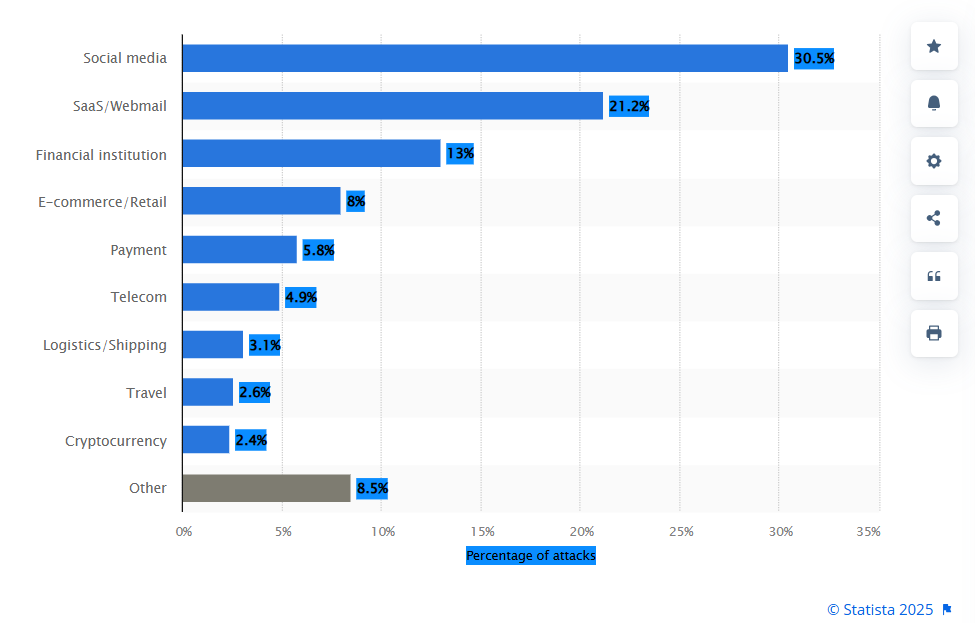 Social media 30.5%
SaaS/Webmail 21.2%
Financial institution 13%
E-commerce/Retail 8%
Payment 5.8%
Telecom 4.9%
Logistics/Shipping 3.1%
Travel 2.6%
Cryptocurrency 2.4%
Other 8.5%
0% 5% 10% 15% 20% 25% 30% 35%
Percentage of attacks
© Statista 2025